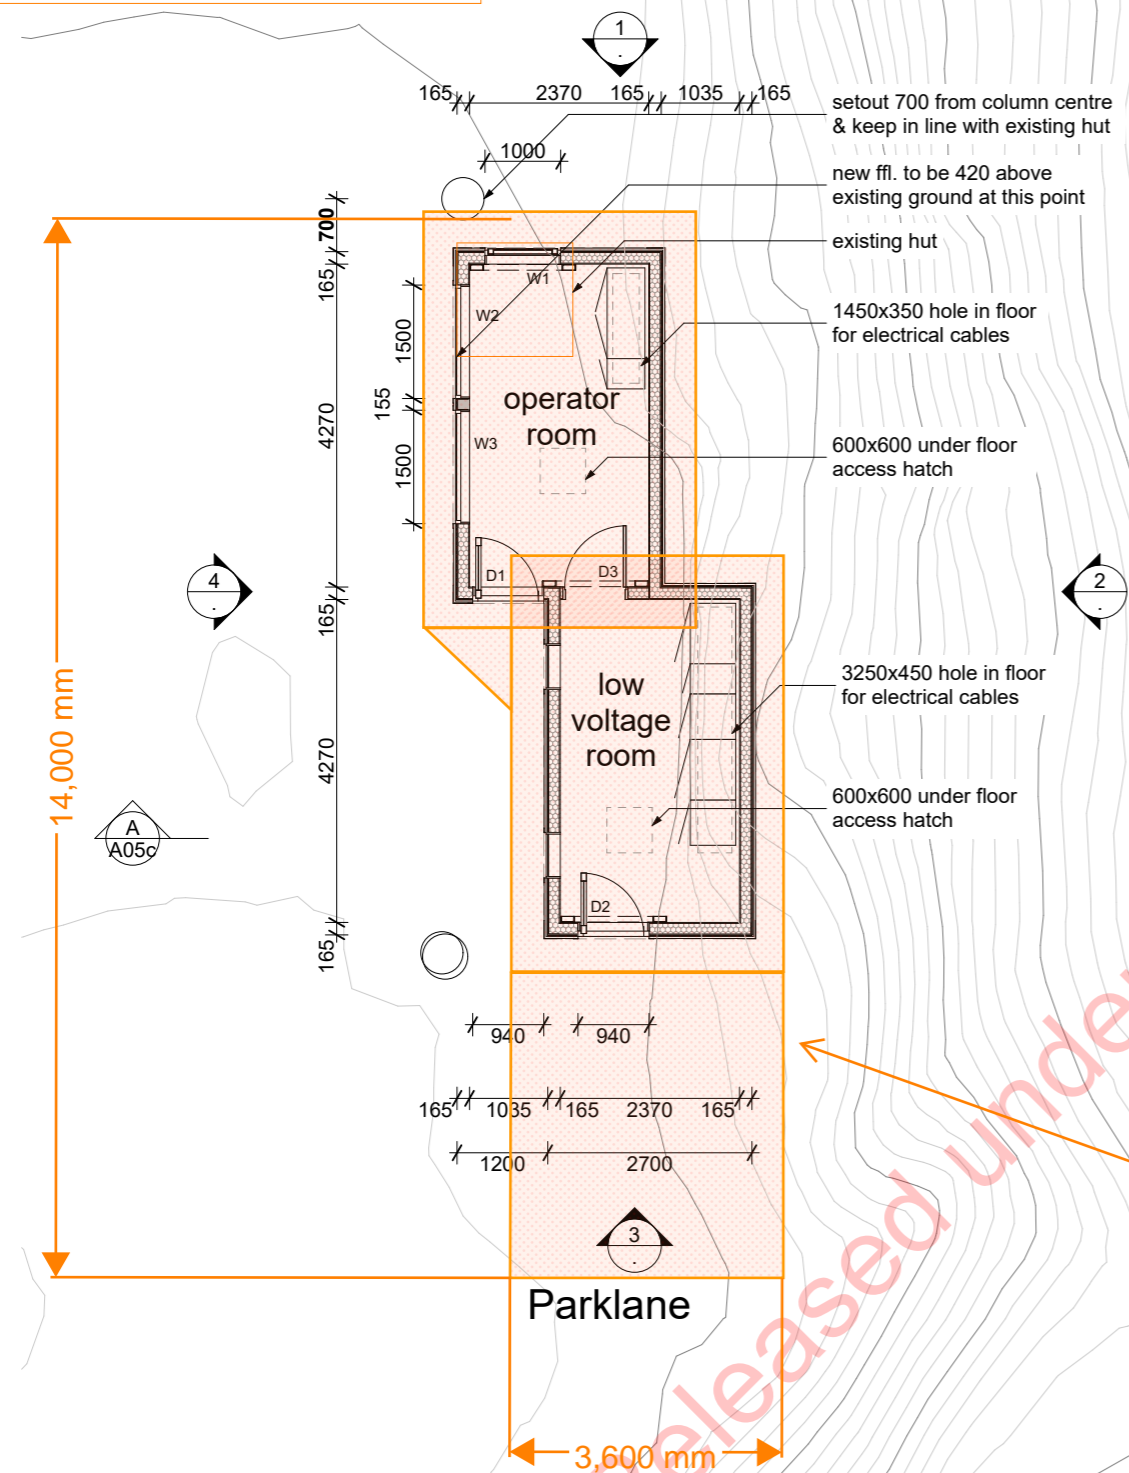 1
.
165
2370
165
1035
165
setout 700 from column centre
& keep in line with existing hut
1000
new ffl. to be 420 above
existing ground at this point
700
existing hut
165
W1
1450x350 hole in floor
for electrical cables
W2
1500
155
operator
room
4270
W3
1500
600x600 under floor
access hatch
D1
D3
4
.
2
.
165
low
voltage
room
3250x450 hole in floor
for electrical cables
14,000 mm
4270
600x600 under floor
access hatch
A
A05c
D2
165
940
940
165
1035
165
2370
165
1200
2700
3
.
Parklane
3,600 mm
eleased under